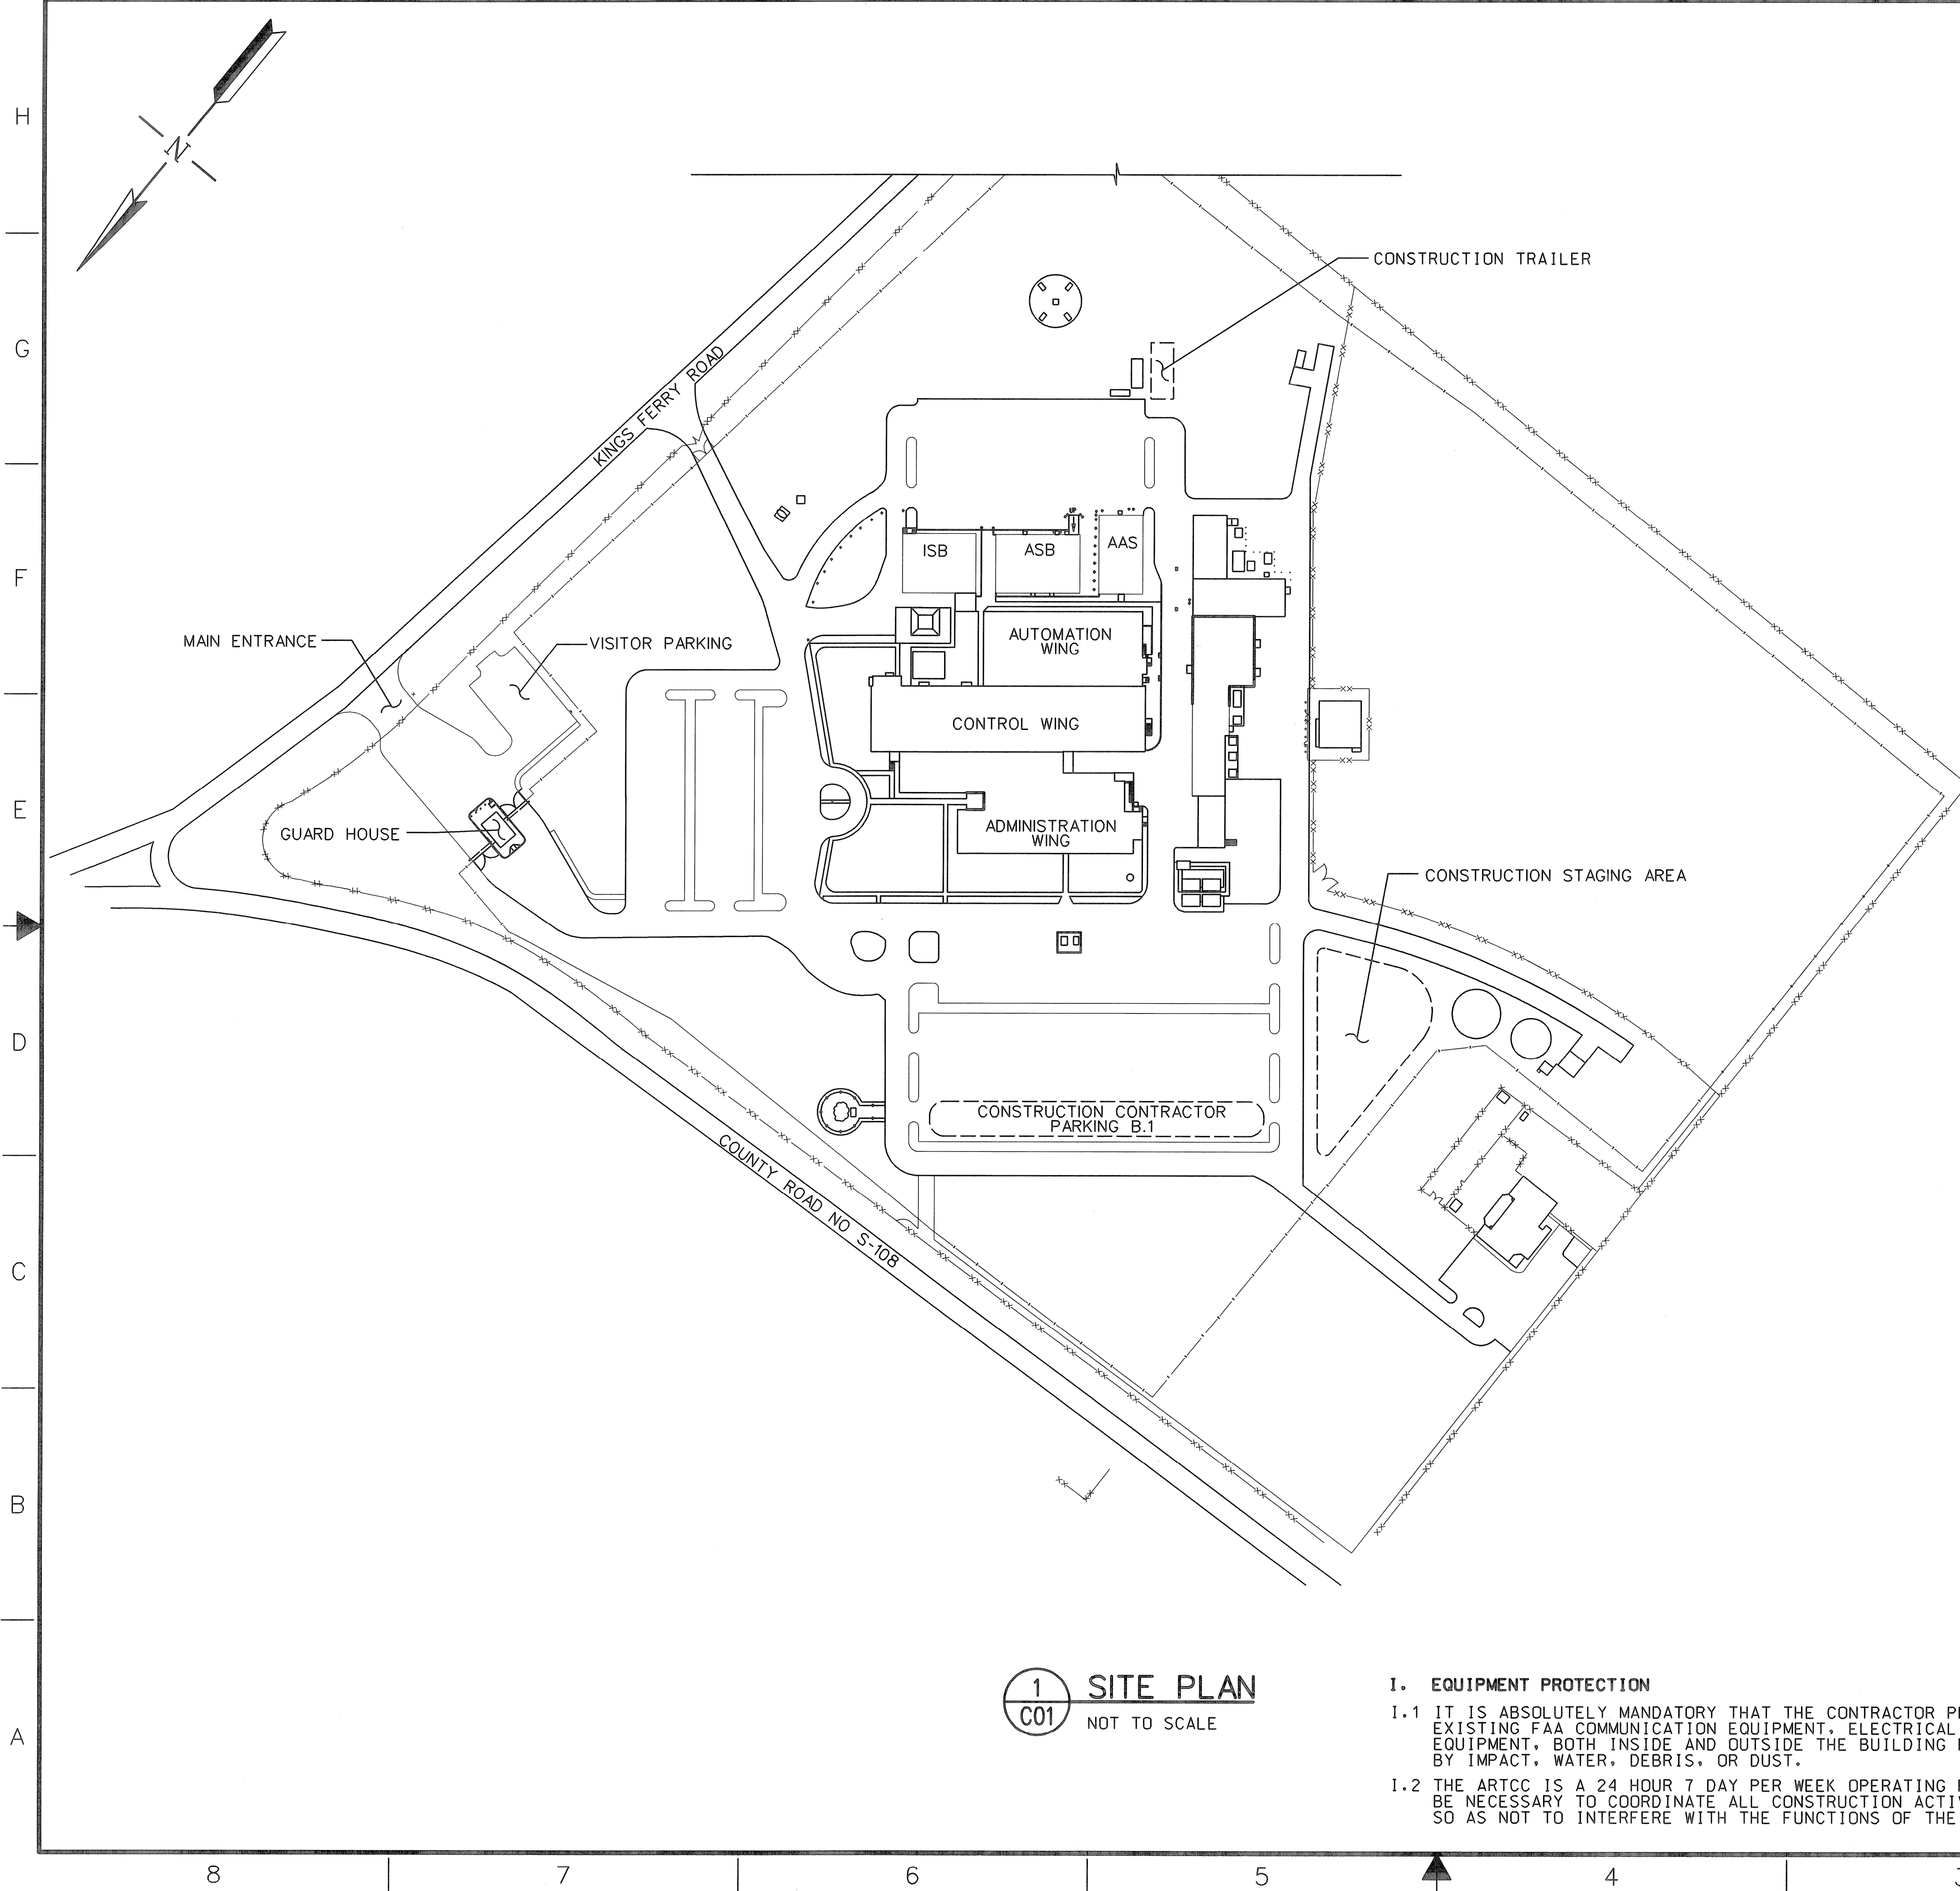 H
N
CONSTRUCTION TRAILER
G
KINGS FERRY ROAD
UP
ISB
ASB
AAS
F
MAIN ENTRANCE
VISITOR PARKING
AUTOMATION
WING
CONTROL WING
E
GUARD HOUSE
ADMINISTRATION
WING
CONSTRUCTION STAGING AREA
D
CONSTRUCTION CONTRACTOR
PARKING B.1
COUNTY ROAD NO S-108
C
B
1
C01
SITE PLAN
NOT TO SCALE
A
I. EQUIPMENT PROTECTION
I.1 IT IS ABSOLUTELY MANDATORY THAT THE CONTRACTOR
EXISTING FAA COMMUNICATION EQUIPMENT, ELECTRICAL
EQUIPMENT, BOTH INSIDE AND OUTSIDE THE BUILDING
BY IMPACT, WATER, DEBRIS, OR DUST.
I.2 THE ARTCC IS A 24 HOUR 7 DAY PER WEEK OPERATING
BE NECESSARY TO COORDINATE ALL CONSTRUCTION
SO AS NOT TO INTERFERE WITH THE FUNCTIONS OF THE
8
7
6
5
4